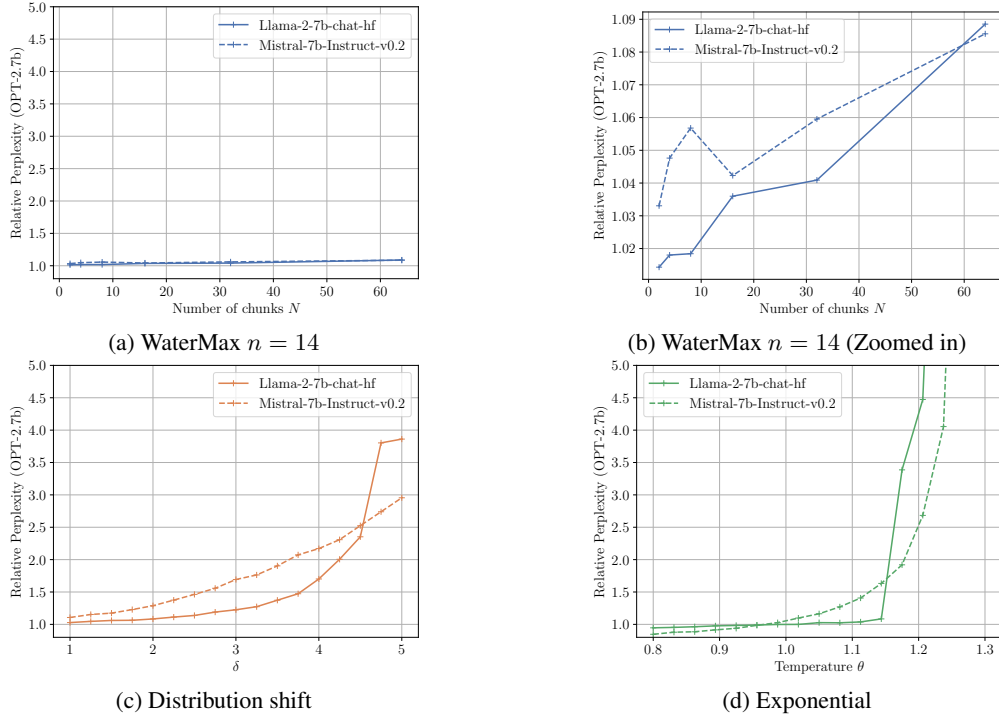 Relative Perplexity (OPT-2.7b)
5.0
4.5
4.0
3.5
3.0
2.5
2.0
1.5
1.0
Llama-2-7b-chat-hf
Mistral-7b-Instruct-v0.2
0 10 20 30 40 50 60
Number of chunks N
(a) WaterMax n = 14
Relative Perplexity (OPT-2.7b)
1.09
1.08
1.07
1.06
1.05
1.04
1.03
1.02
Llama-2-7b-chat-hf
Mistral-7b-Instruct-v0.2
0 10 20 30 40 50 60
Number of chunks N
(b) WaterMax n = 14 (Zoomed in)
Relative Perplexity (OPT-2.7b)
5.0
4.5
4.0
3.5
3.0
2.5
2.0
1.5
1.0
Llama-2-7b-chat-hf
Mistral-7b-Instruct-v0.2
1 2 3 4 5
δ
(c) Distribution shift
Relative Perplexity (OPT-2.7b)
5.0
4.5
4.0
3.5
3.0
2.5
2.0
1.5
1.0
Llama-2-7b-chat-hf
Mistral-7b-Instruct-v0.2
0.8 0.9 1.0 1.1 1.2 1.3
Temperature θ
(d) Exponential